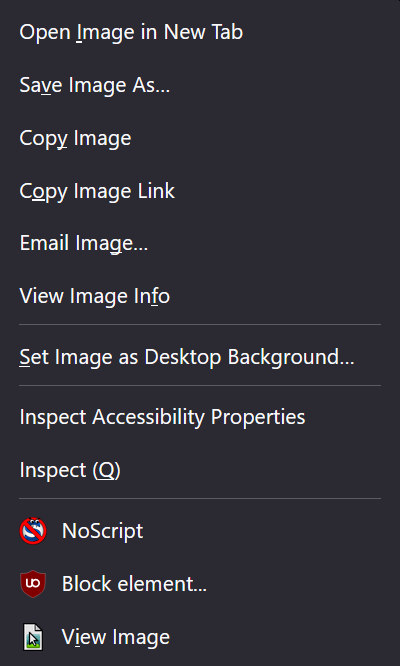 Open Image in New Tab
Save Image As...
Copy Image
Copy Image Link
Email Image...
View Image Info
Set Image as Desktop Background...
Inspect Accessibility Properties
Inspect (Q)
NoScript
uo Block element...
View Image